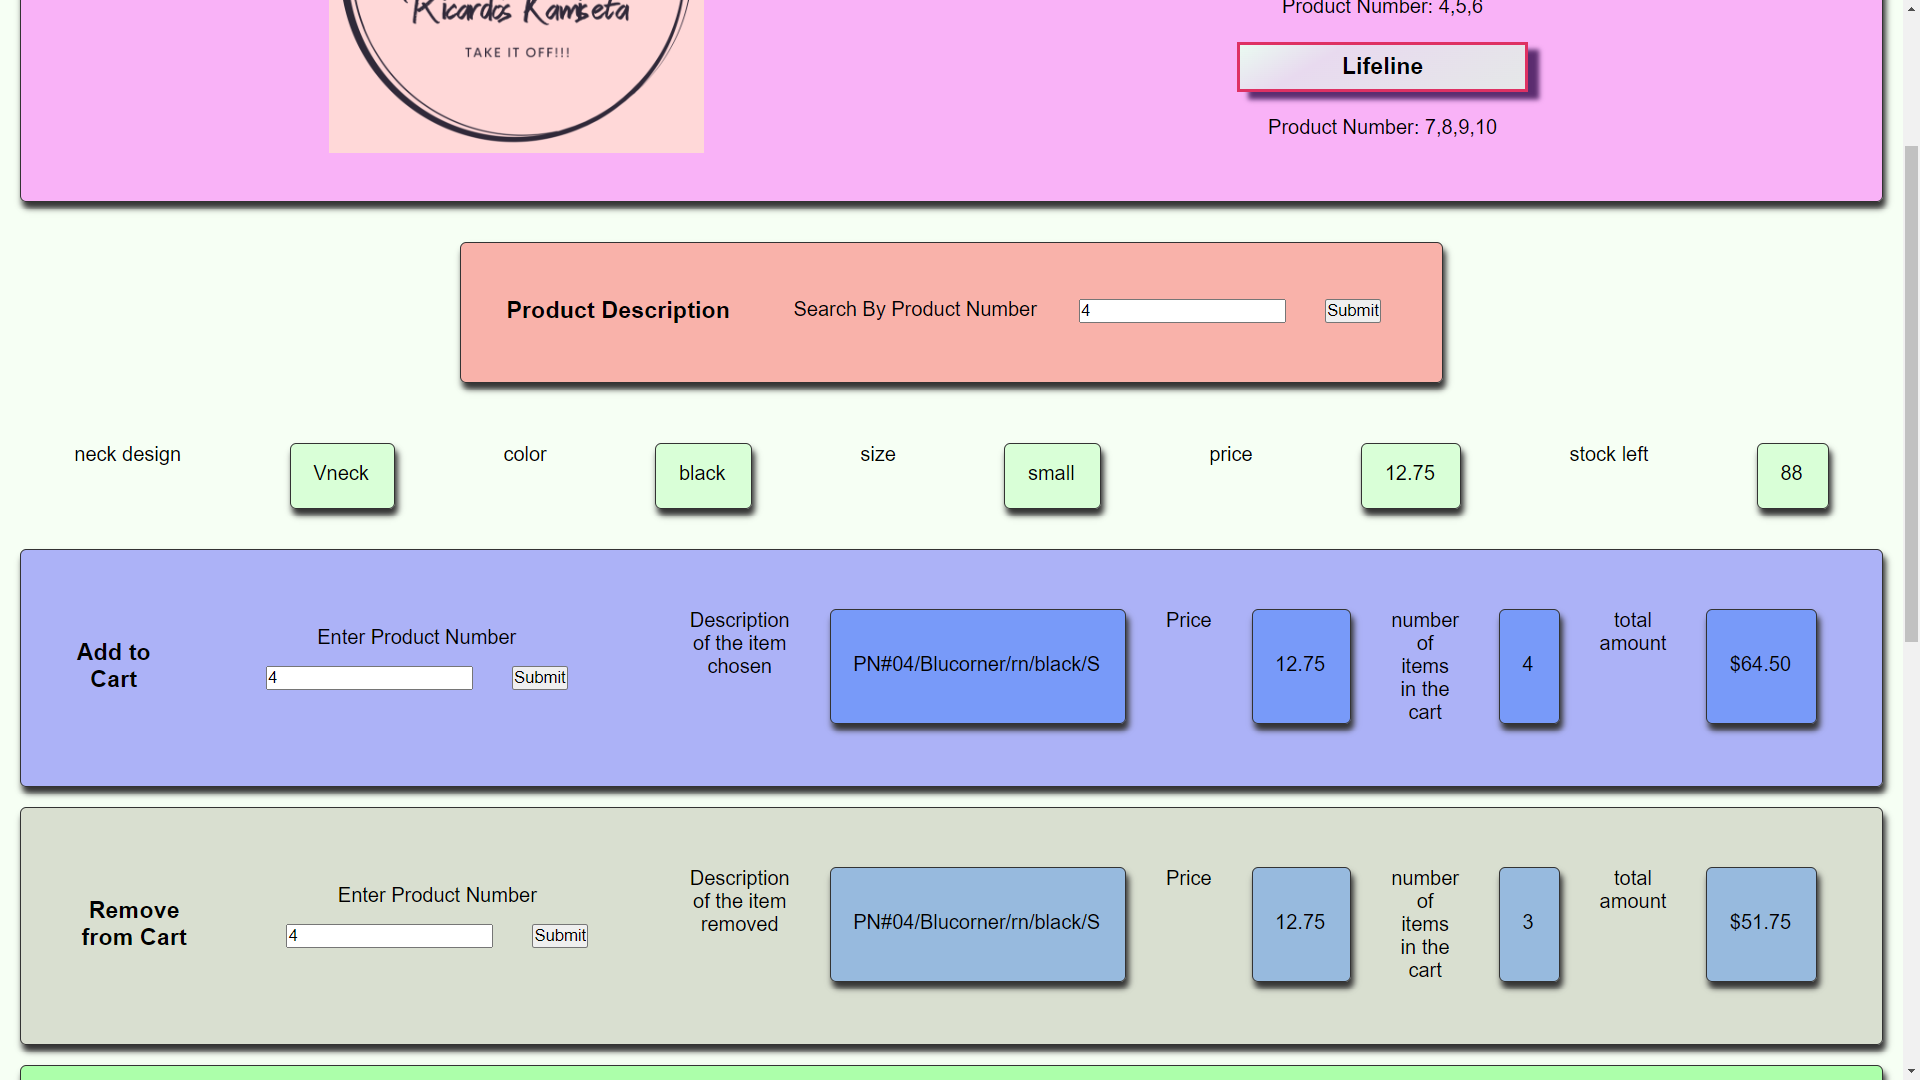 Ricardos Kamiseta
TAKE IT OFF!!!
Product Number: 4,5,6
Lifeline
Product Number: 7,8,9,10
Product Description Search By Product Number 4 Submit
neck design Vneck color black size small price 12.75 stock left 88
Add to
Cart
Enter Product Number
4 Submit
Description
of the item
chosen
PN#04/Blucorner/rn/black/S
Price
12.75
number
of
items
in the
cart
4
total
amount
$64.50
Remove
from Cart
Enter Product Number
4 Submit
Description
of the item
removed
PN#04/Blucorner/rn/black/S
Price
12.75
number
of
items
in the
cart
3
total
amount
$51.75